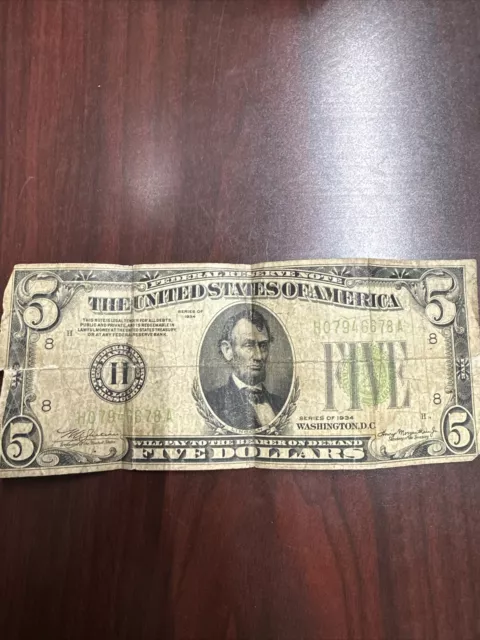 FEDERAL RESERVE NOTE
THE UNITED STATES OF AMERICA
5
5
SERIES OF
1934
THIS NOTE IS LEGAL TENDER FOR ALL DEBTS,
PUBLIC AND PRIVATE, AND IS REDEEMABLE IN
LAWFUL MONEY AT THE UNITED STATES TREASURY,
OR AT ANY FEDERAL RESERVE BANK.
H07946678A
H
8
8
H
FIVE
H07946678A
8
8
H
SERIES OF 1934
WASHINGTON, D.C.
5
5
WILL PAY TO THE BEARER ON DEMAND
FIVE DOLLARS